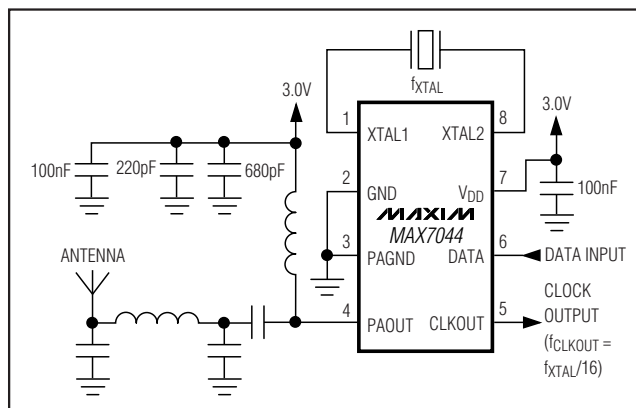 fXTAL
3.0V
3.0V
1
XTAL1
XTAL2
8
100nF
220pF
680pF
2
GND
VDD
7
100nF
MAXIM
MAX7044
ANTENNA
3
PAGND
DATA
6
DATA INPUT
4
PAOUT
CLKOUT
5
CLOCK
OUTPUT
(fCLKOUT =
fXTAL/16)